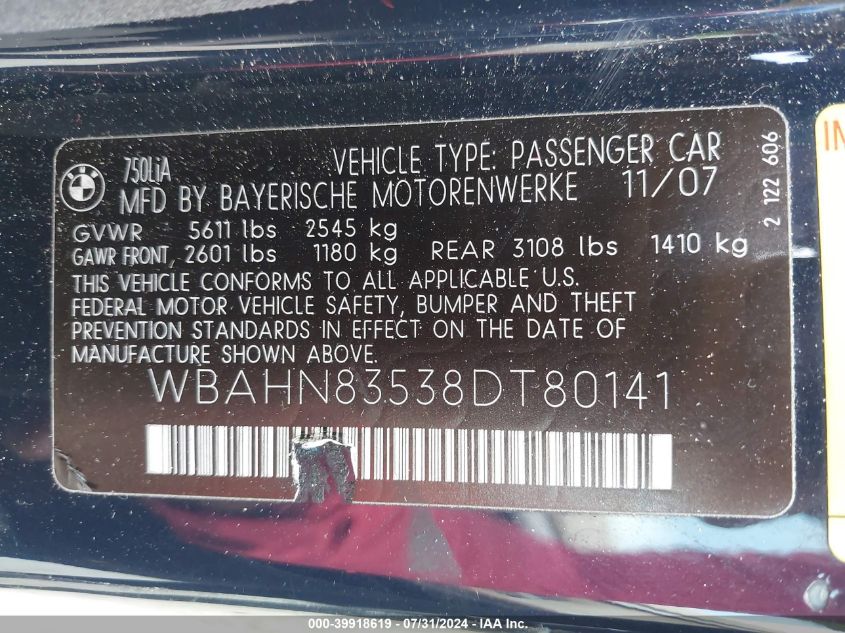 750LiA VEHICLE TYPE: PASSENGER CAR
MFD BY BAYERISCHE MOTORENWERKE 11/07
GVWR 5611 lbs 2545 kg
GAWR FRONT, 2601 lbs 1180 kg REAR 3108 lbs 1410 kg
THIS VEHICLE CONFORMS TO ALL APPLICABLE U.S.
FEDERAL MOTOR VEHICLE SAFETY, BUMPER AND THEFT
PREVENTION STANDARDS IN EFFECT ON THE DATE OF
MANUFACTURE SHOWN ABOVE.
WBAHN83538DT80141
2 122 606
IN
000-39918619 - 07/31/2024 - IAA Inc.